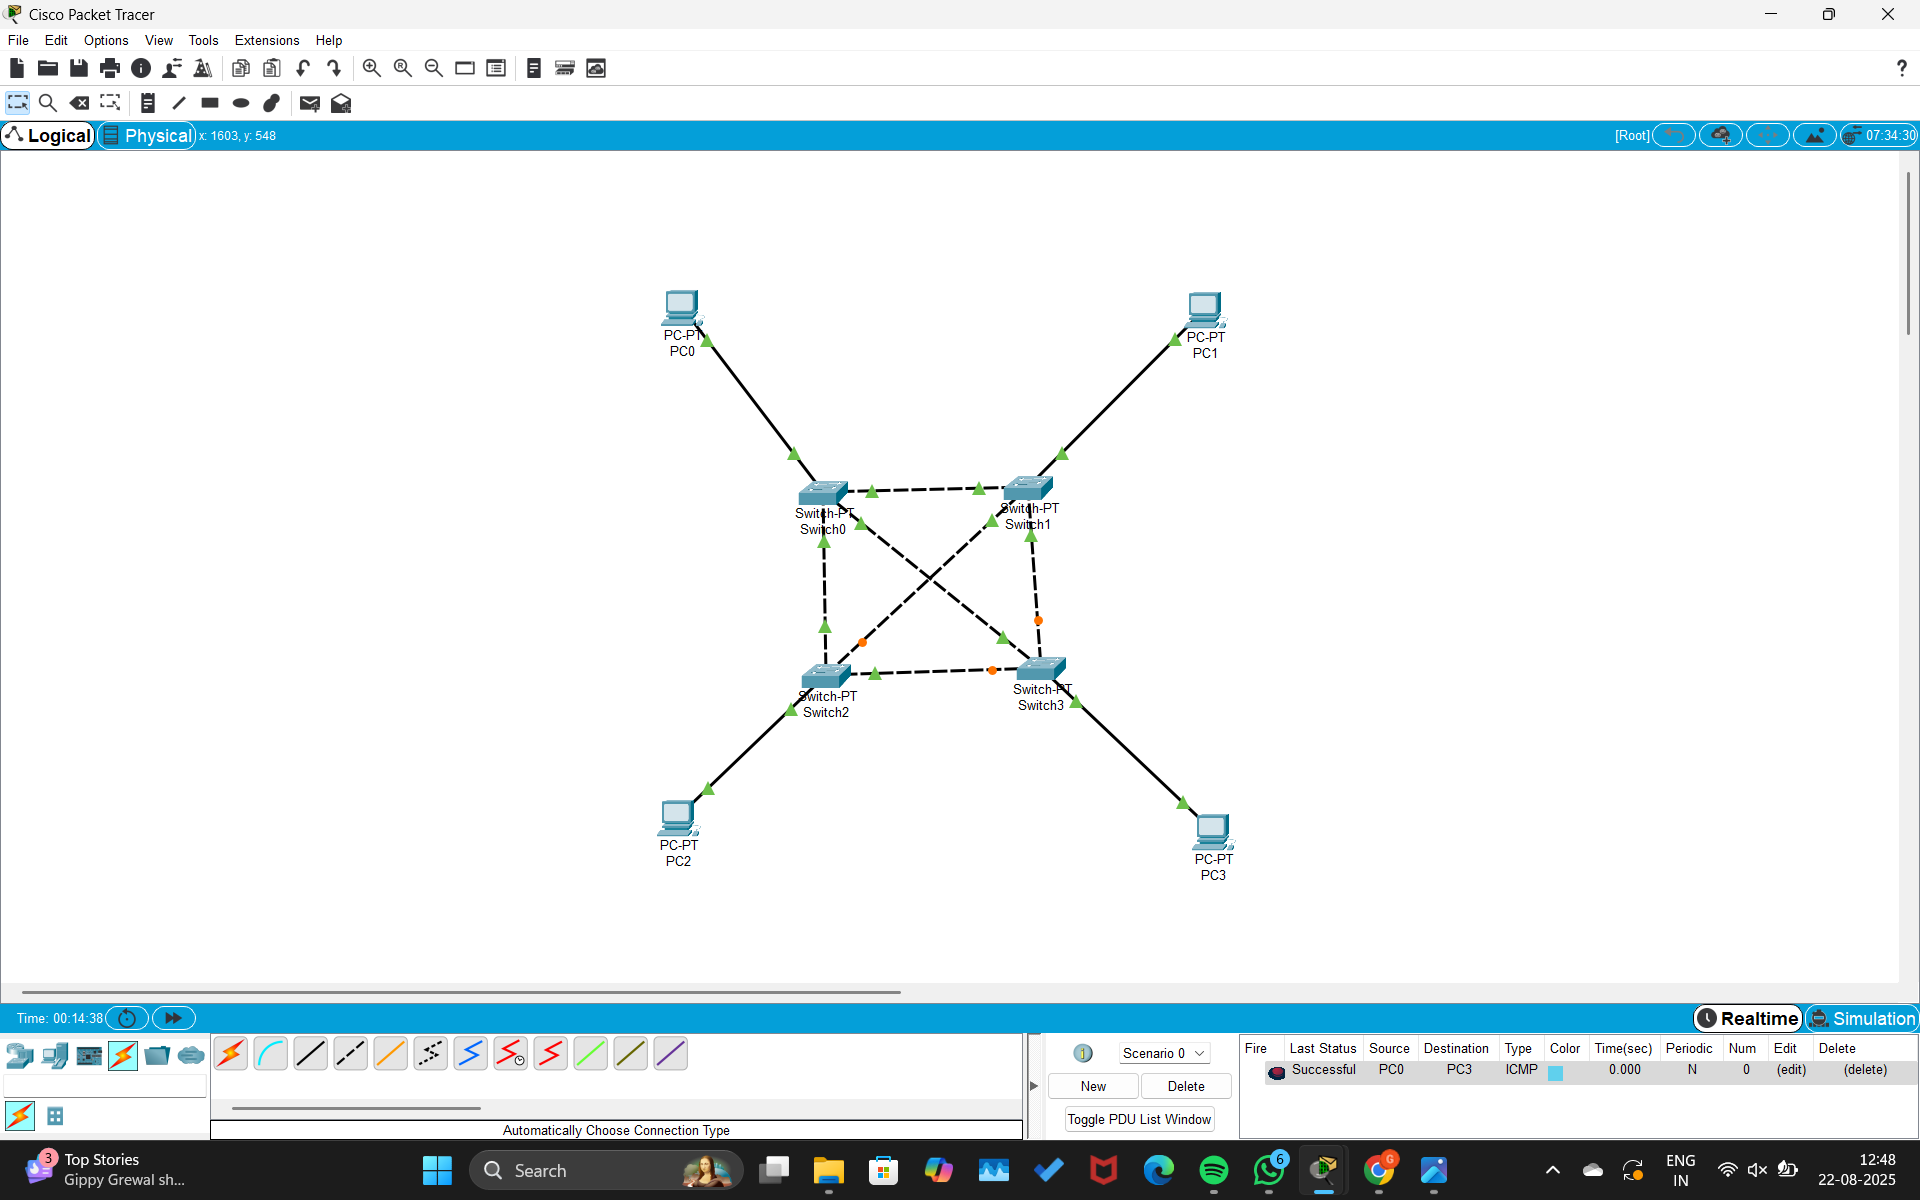 Cisco Packet Tracer
File Edit Options View Tools Extensions Help
Logical Physical x: 1603, y: 548 [Root] 07:34:30
PC-PT
PC0
PC-PT
PC1
Switch-PT
Switch0
Switch-PT
Switch1
Switch-PT
Switch2
Switch-PT
Switch3
PC-PT
PC2
PC-PT
PC3
Time: 00:14:38 Realtime Simulation
Scenario 0
New Delete
Toggle PDU List Window
Fire Last Status Source Destination Type Color Time(sec) Periodic Num Edit Delete
Successful PC0 PC3 ICMP 0.000 N 0 (edit) (delete)
Automatically Choose Connection Type
3 Top Stories
Gippy Grewal sh...
Search
6
G
ENG
IN
12:48
22-08-2025